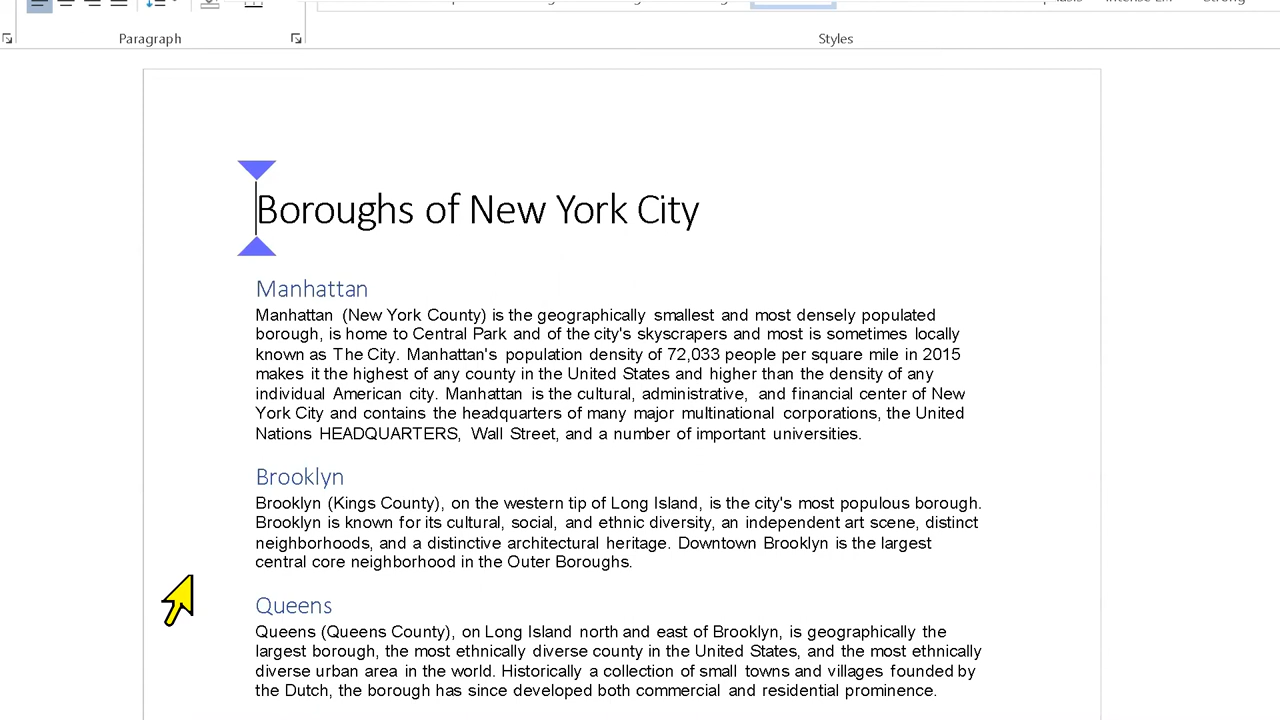 Paragraph
Styles
Boroughs of New York City
Manhattan
Manhattan (New York County) is the geographically smallest and most densely populated
borough, is home to Central Park and of the city's skyscrapers and most is sometimes locally
known as The City. Manhattan's population density of 72,033 people per square mile in 2015
makes it the highest of any county in the United States and higher than the density of any
individual American city. Manhattan is the cultural, administrative, and financial center of New
York City and contains the headquarters of many major multinational corporations, the United
Nations HEADQUARTERS, Wall Street, and a number of important universities.
Brooklyn
Brooklyn (Kings County), on the western tip of Long Island, is the city's most populous borough.
Brooklyn is known for its cultural, social, and ethnic diversity, an independent art scene, distinct
neighborhoods, and a distinctive architectural heritage. Downtown Brooklyn is the largest
central core neighborhood in the Outer Boroughs.
Queens
Queens (Queens County), on Long Island north and east of Brooklyn, is geographically the
largest borough, the most ethnically diverse county in the United States, and the most ethnically
diverse urban area in the world. Historically a collection of small towns and villages founded by
the Dutch, the borough has since developed both commercial and residential prominence.